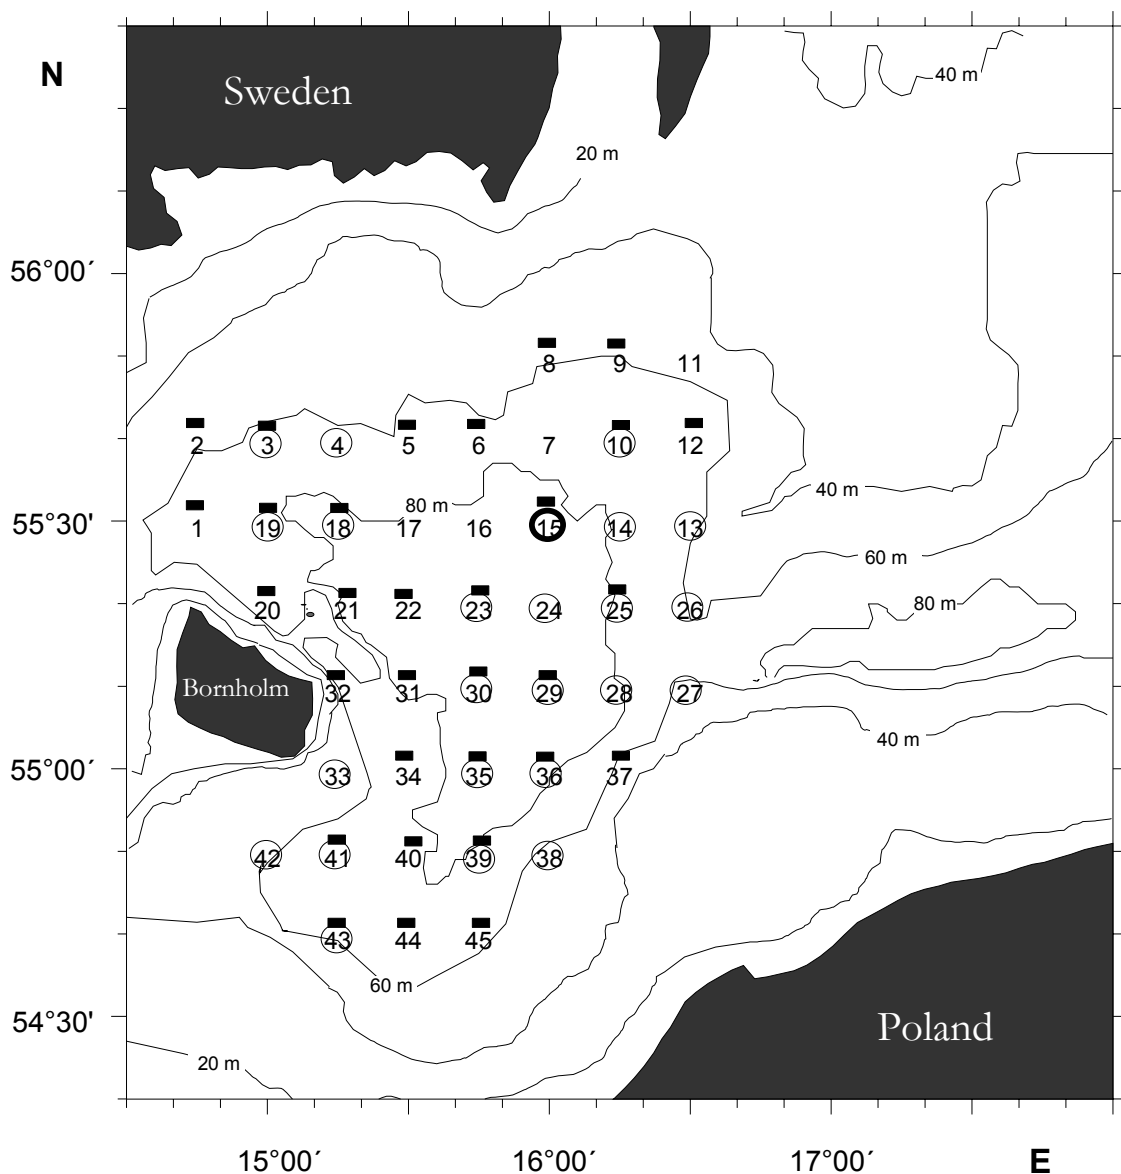 N
Sweden
40 m
20 m
56°00´
8 9 11
2 3 4 5 6 7 10 12
80 m
40 m
55°30´
1 19 18 17 16 15 14 13
60 m
20 21 22 23 24 25 26
80 m
Bornholm
32 31 30 29 28 27
40 m
55°00´
33 34 35 36 37
42 41 40 39 38
43 44 45
60 m
54°30'
Poland
20 m
15°00´ 16°00´ 17°00´ E